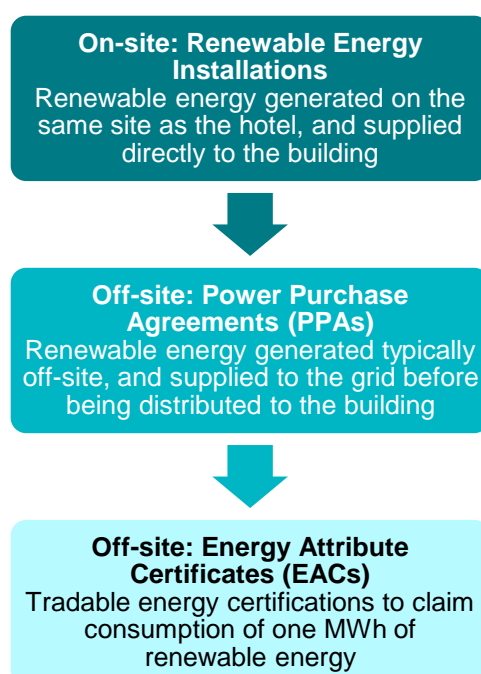 On-site: Renewable Energy
Installations
Renewable energy generated on the
same site as the hotel, and supplied
directly to the building
Off-site: Power Purchase
Agreements (PPAs)
Renewable energy generated typically
off-site, and supplied to the grid before
being distributed to the building
Off-site: Energy Attribute
Certificates (EACs)
Tradable energy certifications to claim
consumption of one MWh of
renewable energy